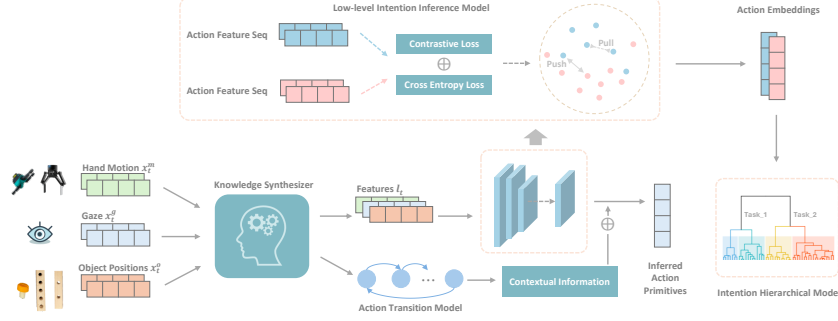 Low-level Intention Inference Model
Action Embeddings
Action Feature Seq
Contrastive Loss
Pull
Push
Action Feature Seq
Cross Entropy Loss
Hand Motion x_t^m
Knowledge Synthesizer
Features l_t
Gaze x_t^g
Task_1
Task_2
Object Positions x_t^o
Contextual Information
Inferred
Action
Primitives
Action Transition Model
Intention Hierarchical Model